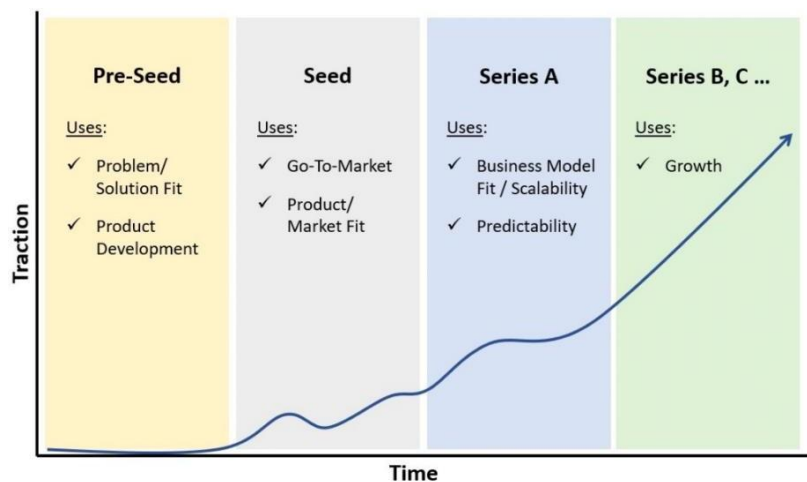 Pre-Seed
Uses:
✓ Problem/
Solution Fit
✓ Product
Development
Seed
Uses:
✓ Go-To-Market
✓ Product/
Market Fit
Series A
Uses:
✓ Business Model
Fit / Scalability
✓ Predictability
Series B, C ...
Uses:
✓ Growth
Traction
Time